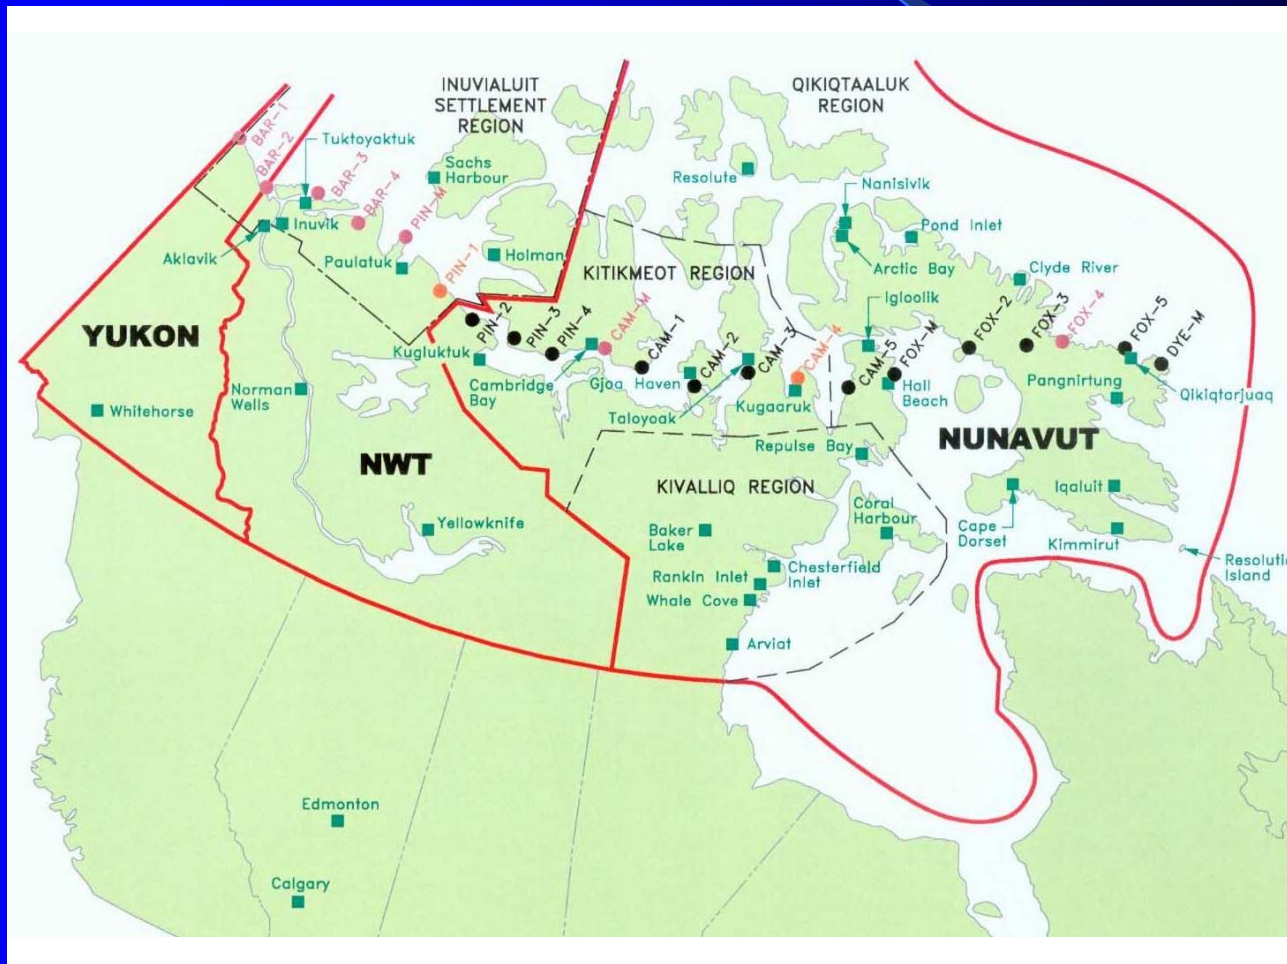 INUVIALUIT
SETTLEMENT
REGION
QIKIQTAALUK
REGION
BAR-1
BAR-2
Tuktoyaktuk
BAR-3
BAR-4
PIN-M
Sachs
Harbour
Resolute
Nanisivik
Pond Inlet
Inuvik
Aklavik
Paulatuk
PIN-1
Holman
KITIKMEOT REGION
Arctic Bay
Clyde River
Igloolik
YUKON
PIN-2
PIN-3
PIN-4
CAM-M
CAM-1
CAM-2
CAM-3
CAM-4
CAM-5
FOX-M
FOX-2
FOX-3
FOX-4
FOX-5
DYE-M
Kugluktuk
Cambridge
Bay
Gjoa Haven
Taloyoak
Kugaaruk
Hall
Beach
Pangnirtung
Qikiqtarjuaq
Norman
Wells
Whitehorse
NWT
Repulse Bay
NUNAVUT
KIVALLIQ REGION
Iqaluit
Yellowknife
Baker
Lake
Coral
Harbour
Cape
Dorset
Kimmirut
Resolutio
Island
Rankin Inlet
Chesterfield
Inlet
Whale Cove
Arviat
Edmonton
Calgary